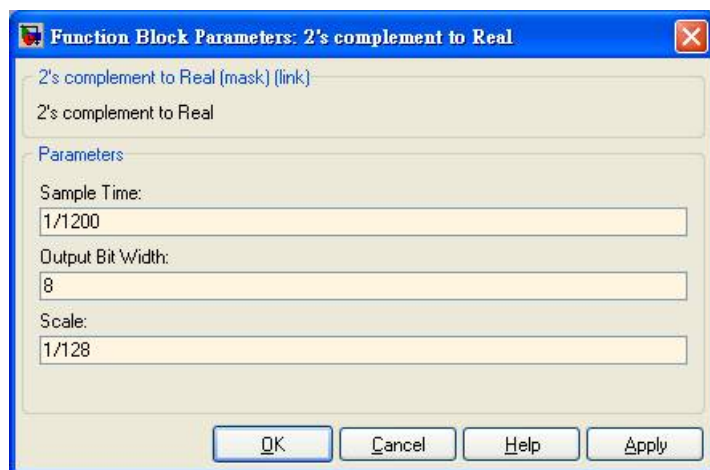 Function Block Parameters: 2's complement to Real
2's complement to Real (mask) (link)
2's complement to Real
Parameters
Sample Time:
1/1200
Output Bit Width:
8
Scale:
1/128
OK Cancel Help Apply